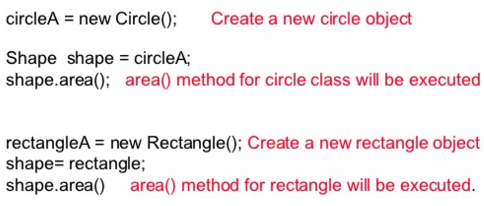 circleA = new Circle(); Create a new circle object
Shape shape = circleA;
shape.area(); area() method for circle class will be executed
rectangleA = new Rectangle(); Create a new rectangle object
shape= rectangle;
shape.area() area() method for rectangle will be executed.